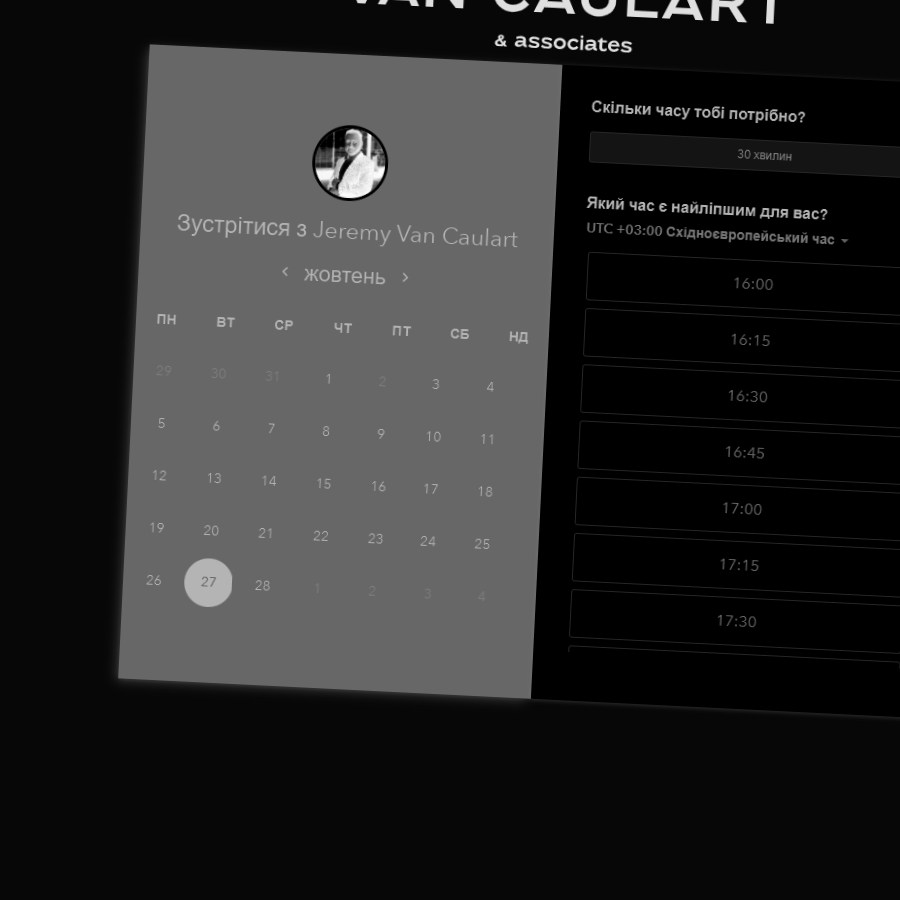 VAN CAULART
& associates
Зустрітися з Jeremy Van Caulart
жовтень
ПН ВТ СР ЧТ ПТ СБ НД
29 30 31 1 2 3 4
5 6 7 8 9 10 11
12 13 14 15 16 17 18
19 20 21 22 23 24 25
26 27 28 1 2 3 4
Скільки часу тобі потрібно?
30 хвилин
Який час є найліпшим для вас?
UTC +03:00 Східноєвропейський час
16:00
16:15
16:30
16:45
17:00
17:15
17:30